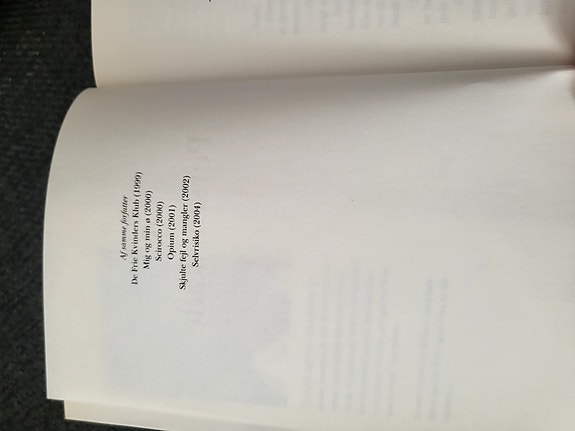 Af samme forfatter
De Frie Kvinders Klub (1999)
Mig og min ø (2000)
Scirocco (2000)
Opium (2001)
Skjulte fejl og mangler (2002)
Selvrisiko (2004)